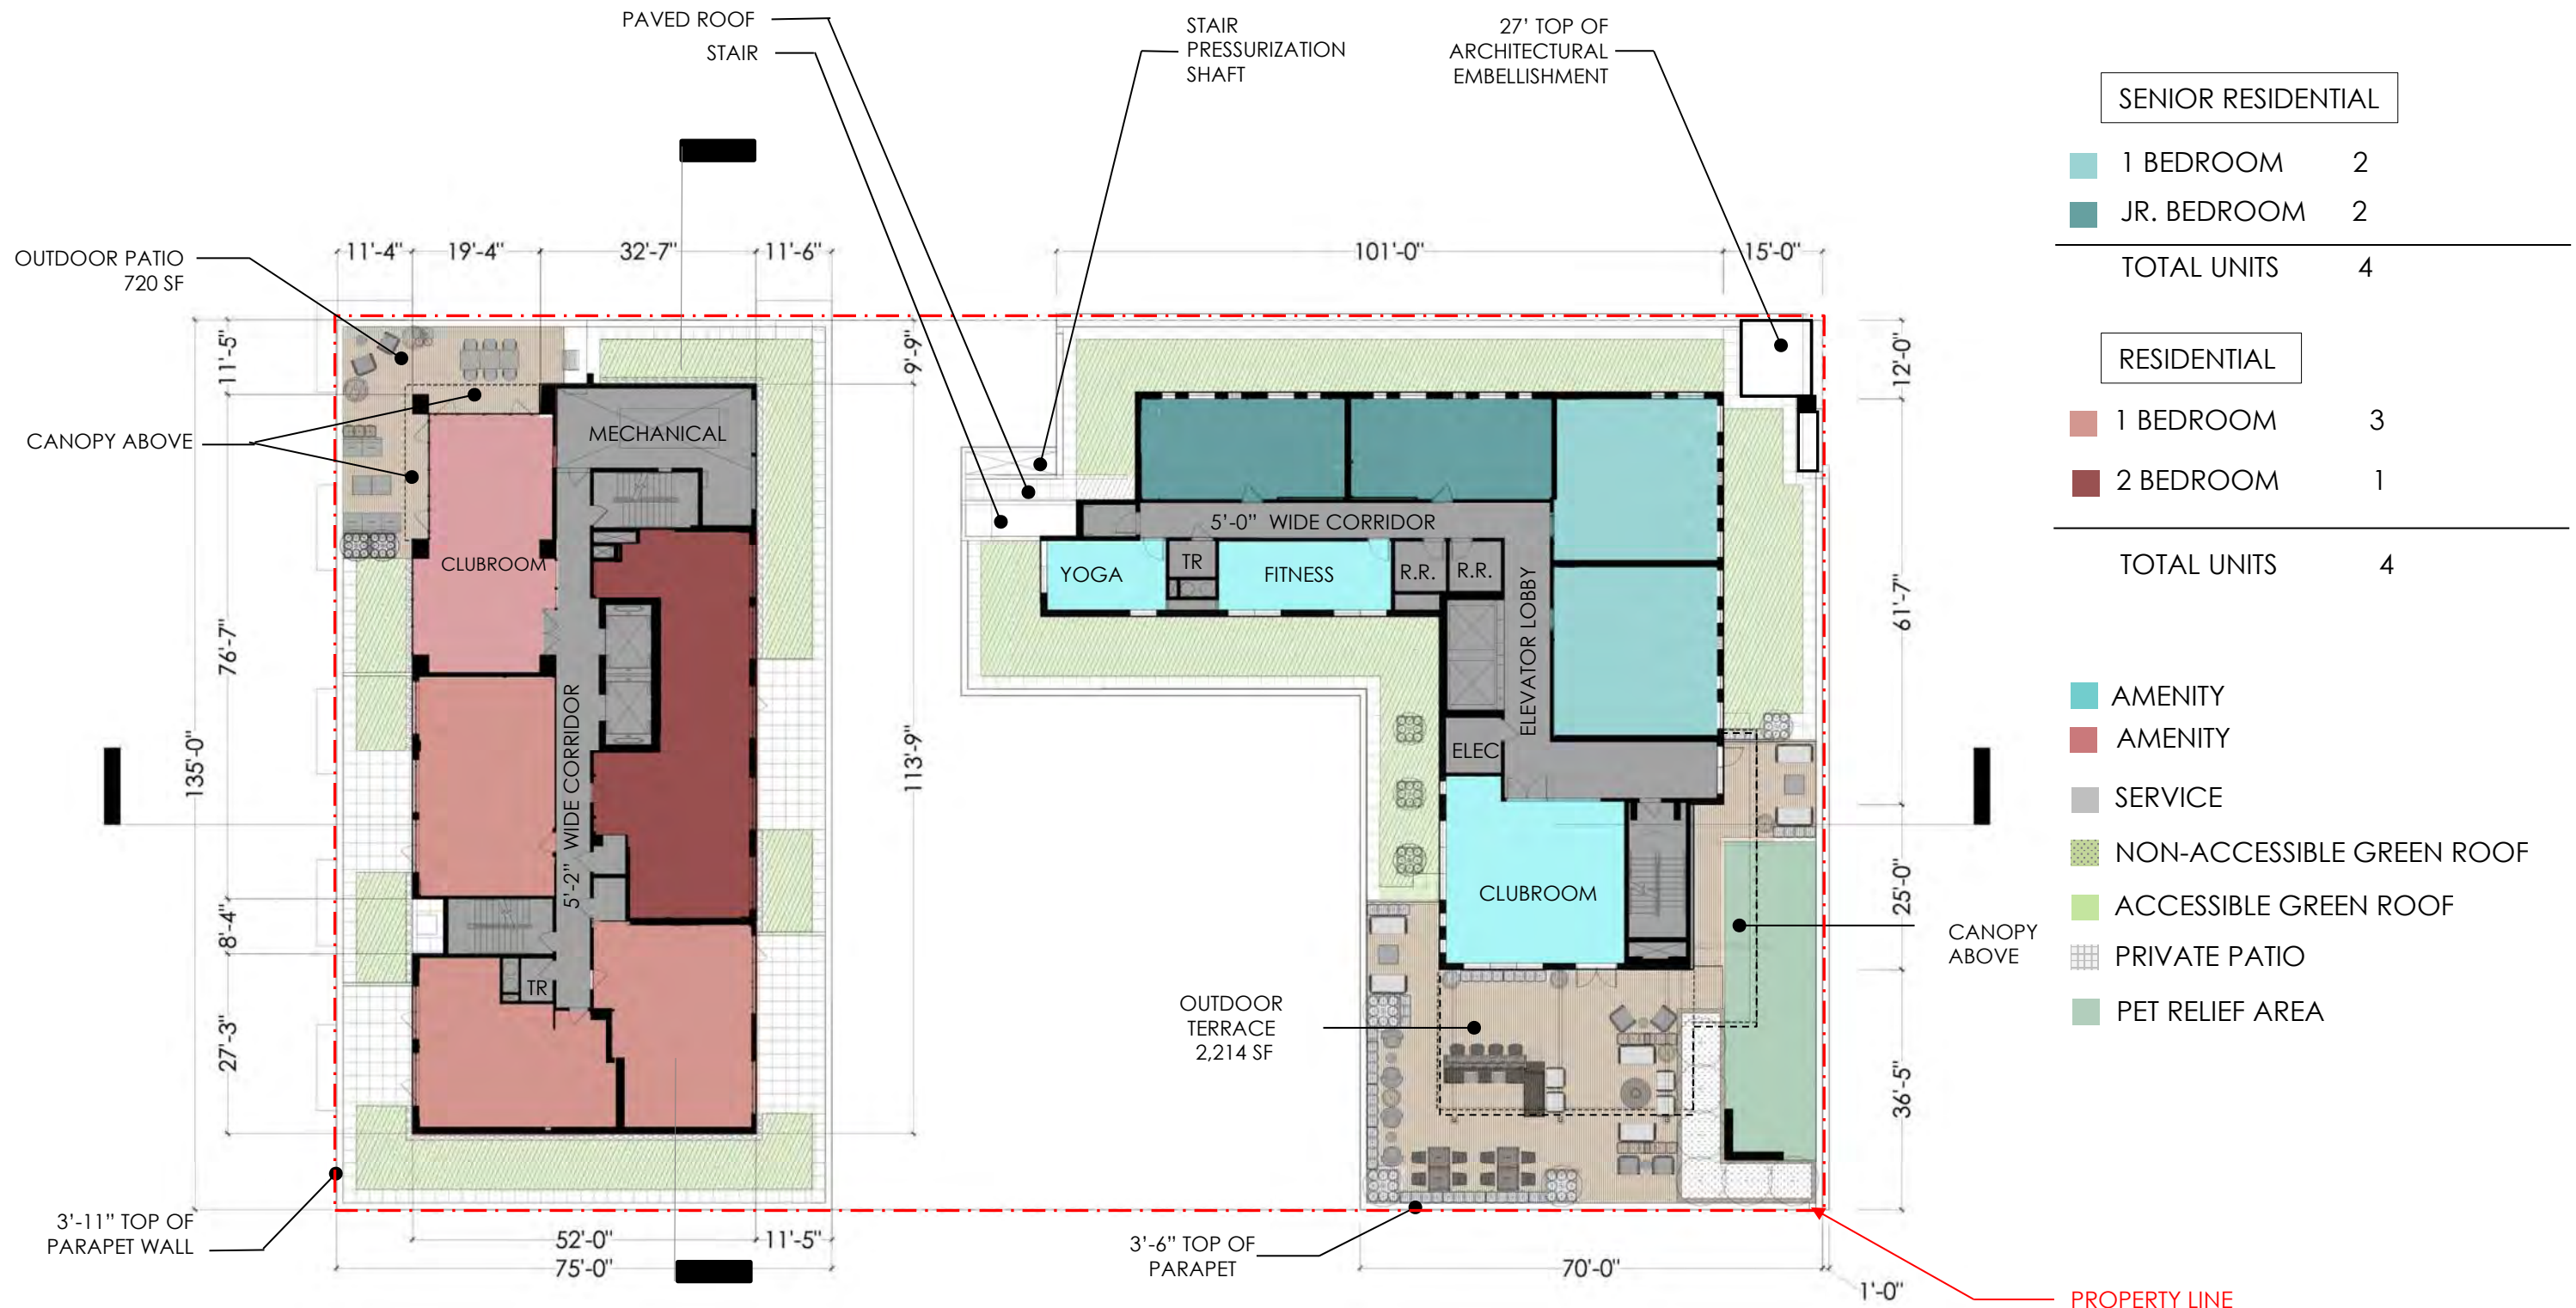 PAVED ROOF
STAIR
STAIR
PRESSURIZATION
SHAFT
27' TOP OF
ARCHITECTURAL
EMBELLISHMENT
SENIOR RESIDENTIAL
1 BEDROOM 2
JR. BEDROOM 2
TOTAL UNITS 4
RESIDENTIAL
1 BEDROOM 3
2 BEDROOM 1
TOTAL UNITS 4
AMENITY
AMENITY
SERVICE
NON-ACCESSIBLE GREEN ROOF
ACCESSIBLE GREEN ROOF
PRIVATE PATIO
PET RELIEF AREA
OUTDOOR PATIO
720 SF
CANOPY ABOVE
11'-4"
19'-4"
32'-7"
11'-6"
11'-5"
76'-7"
135'-0"
8'-4"
27'-3"
9'-9"
113'-9"
MECHANICAL
CLUBROOM
5'-2" WIDE CORRIDOR
TR
3'-11" TOP OF
PARAPET WALL
52'-0"
11'-5"
75'-0"
101'-0"
15'-0"
12'-0"
61'-7"
25'-0"
36'-5"
5'-0" WIDE CORRIDOR
YOGA
TR
FITNESS
R.R.
R.R.
ELEVATOR LOBBY
ELEC
CLUBROOM
CANOPY
ABOVE
OUTDOOR
TERRACE
2,214 SF
3'-6" TOP OF
PARAPET
70'-0"
1'-0"
PROPERTY LINE